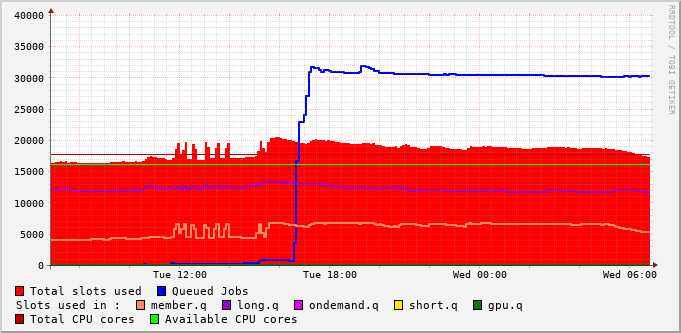 RRDTOOL / TOBI OETIKER
40000
35000
30000
25000
20000
15000
10000
5000
0
Tue 12:00 Tue 18:00 Wed 00:00 Wed 06:00
Total slots used Queued Jobs
Slots used in : member.q long.q ondemand.q short.q gpu.q
Total CPU cores Available CPU cores